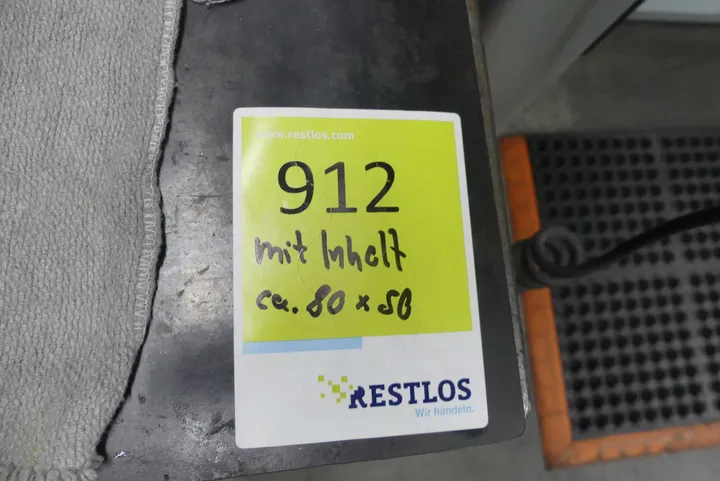 www.restlos.com
912
mit Inhalt
ca. 80 x 50
RESTLOS
Wir handeln.